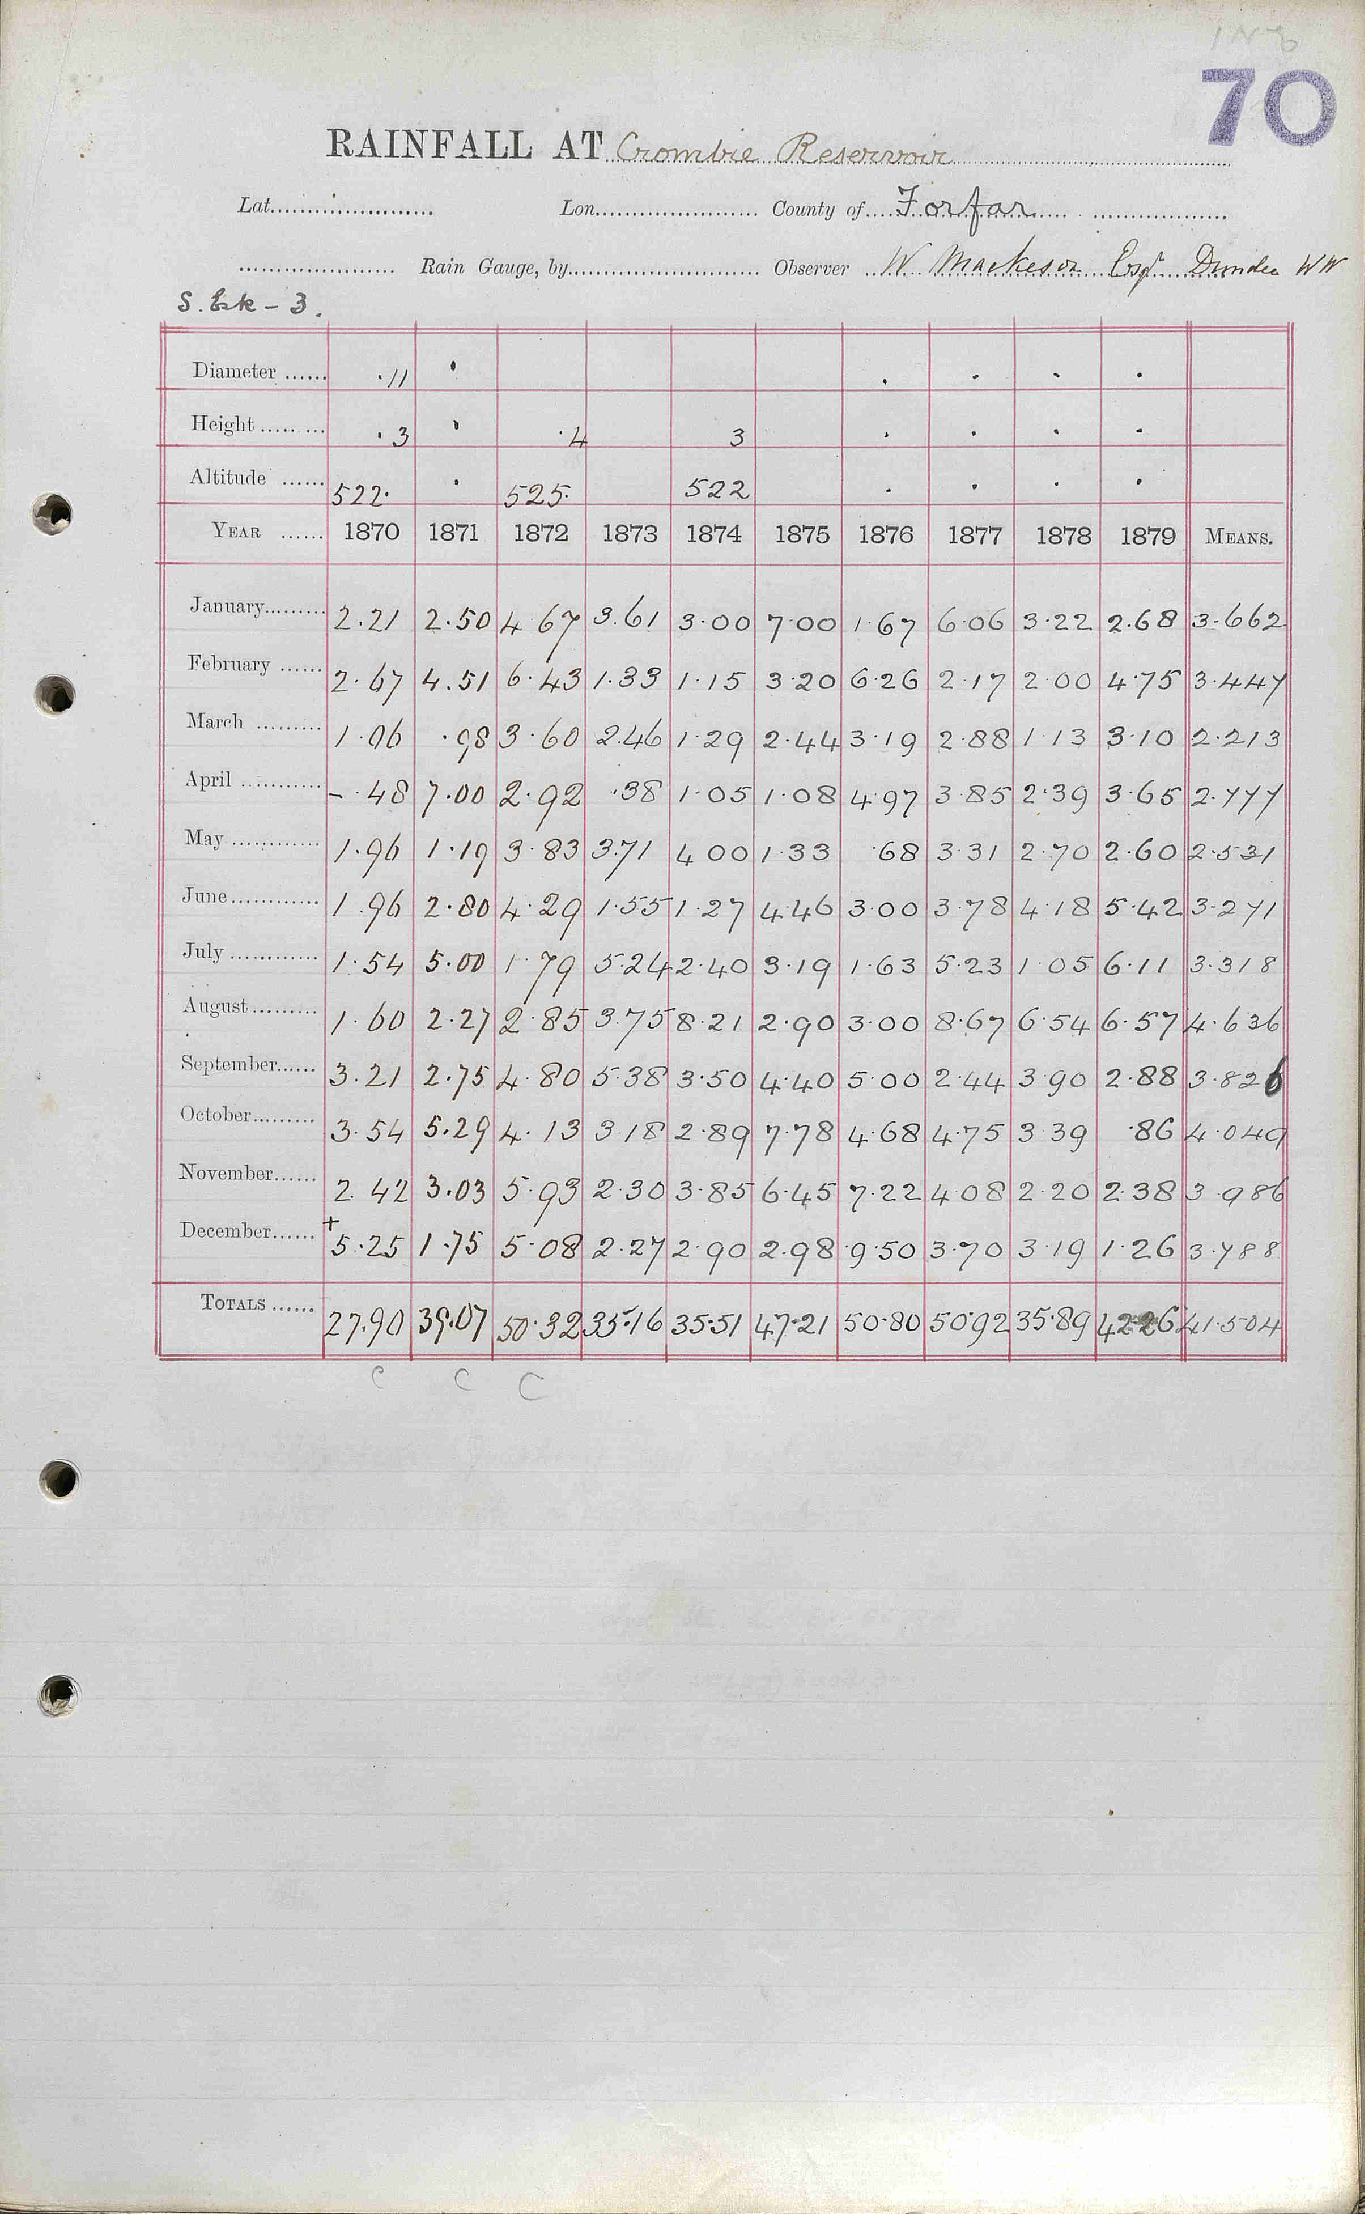 70
RAINFALL AT Crombie Reservoir
Lat. Lon. County of Forfar
Rain Gauge, by Observer W Mackeson Esqr Dundee WW
S. Esk - 3.
Diameter ·11
Height ·3 ·4 3
Altitude 522· 525· 522
YEAR 1870 1871 1872 1873 1874 1875 1876 1877 1878 1879 MEANS.
January 2.21 2.50 4.67 3.61 3.00 7.00 1.67 6.06 3.22 2.68 3.662
February 2.67 4.51 6.43 1.33 1.15 3.20 6.26 2.17 2.00 4.75 3.447
March 1.06 .98 3.60 2.46 1.29 2.44 3.19 2.88 1.13 3.10 2.213
April -.48 7.00 2.92 .38 1.05 1.08 4.97 3.85 2.39 3.65 2.777
May 1.96 1.19 3.83 3.71 4.00 1.33 .68 3.31 2.70 2.60 2.531
June 1.96 2.80 4.29 1.55 1.27 4.46 3.00 3.78 4.18 5.42 3.271
July 1.54 5.00 1.79 5.24 2.40 3.19 1.63 5.23 1.05 6.11 3.318
August 1.60 2.27 2.85 3.75 8.21 2.90 3.00 8.67 6.54 6.57 4.636
September 3.21 2.75 4.80 5.38 3.50 4.40 5.00 2.44 3.90 2.88 3.826
October 3.54 5.29 4.13 3.18 2.89 7.78 4.68 4.75 3.39 .86 4.049
November 2.42 3.03 5.93 2.30 3.85 6.45 7.22 4.08 2.20 2.38 3.986
December +5.25 1.75 5.08 2.27 2.90 2.98 9.50 3.70 3.19 1.26 3.788
TOTALS 27.90 39.07 50.32 35.16 35.51 47.21 50.80 50.92 35.89 42.26 41.504
C C C